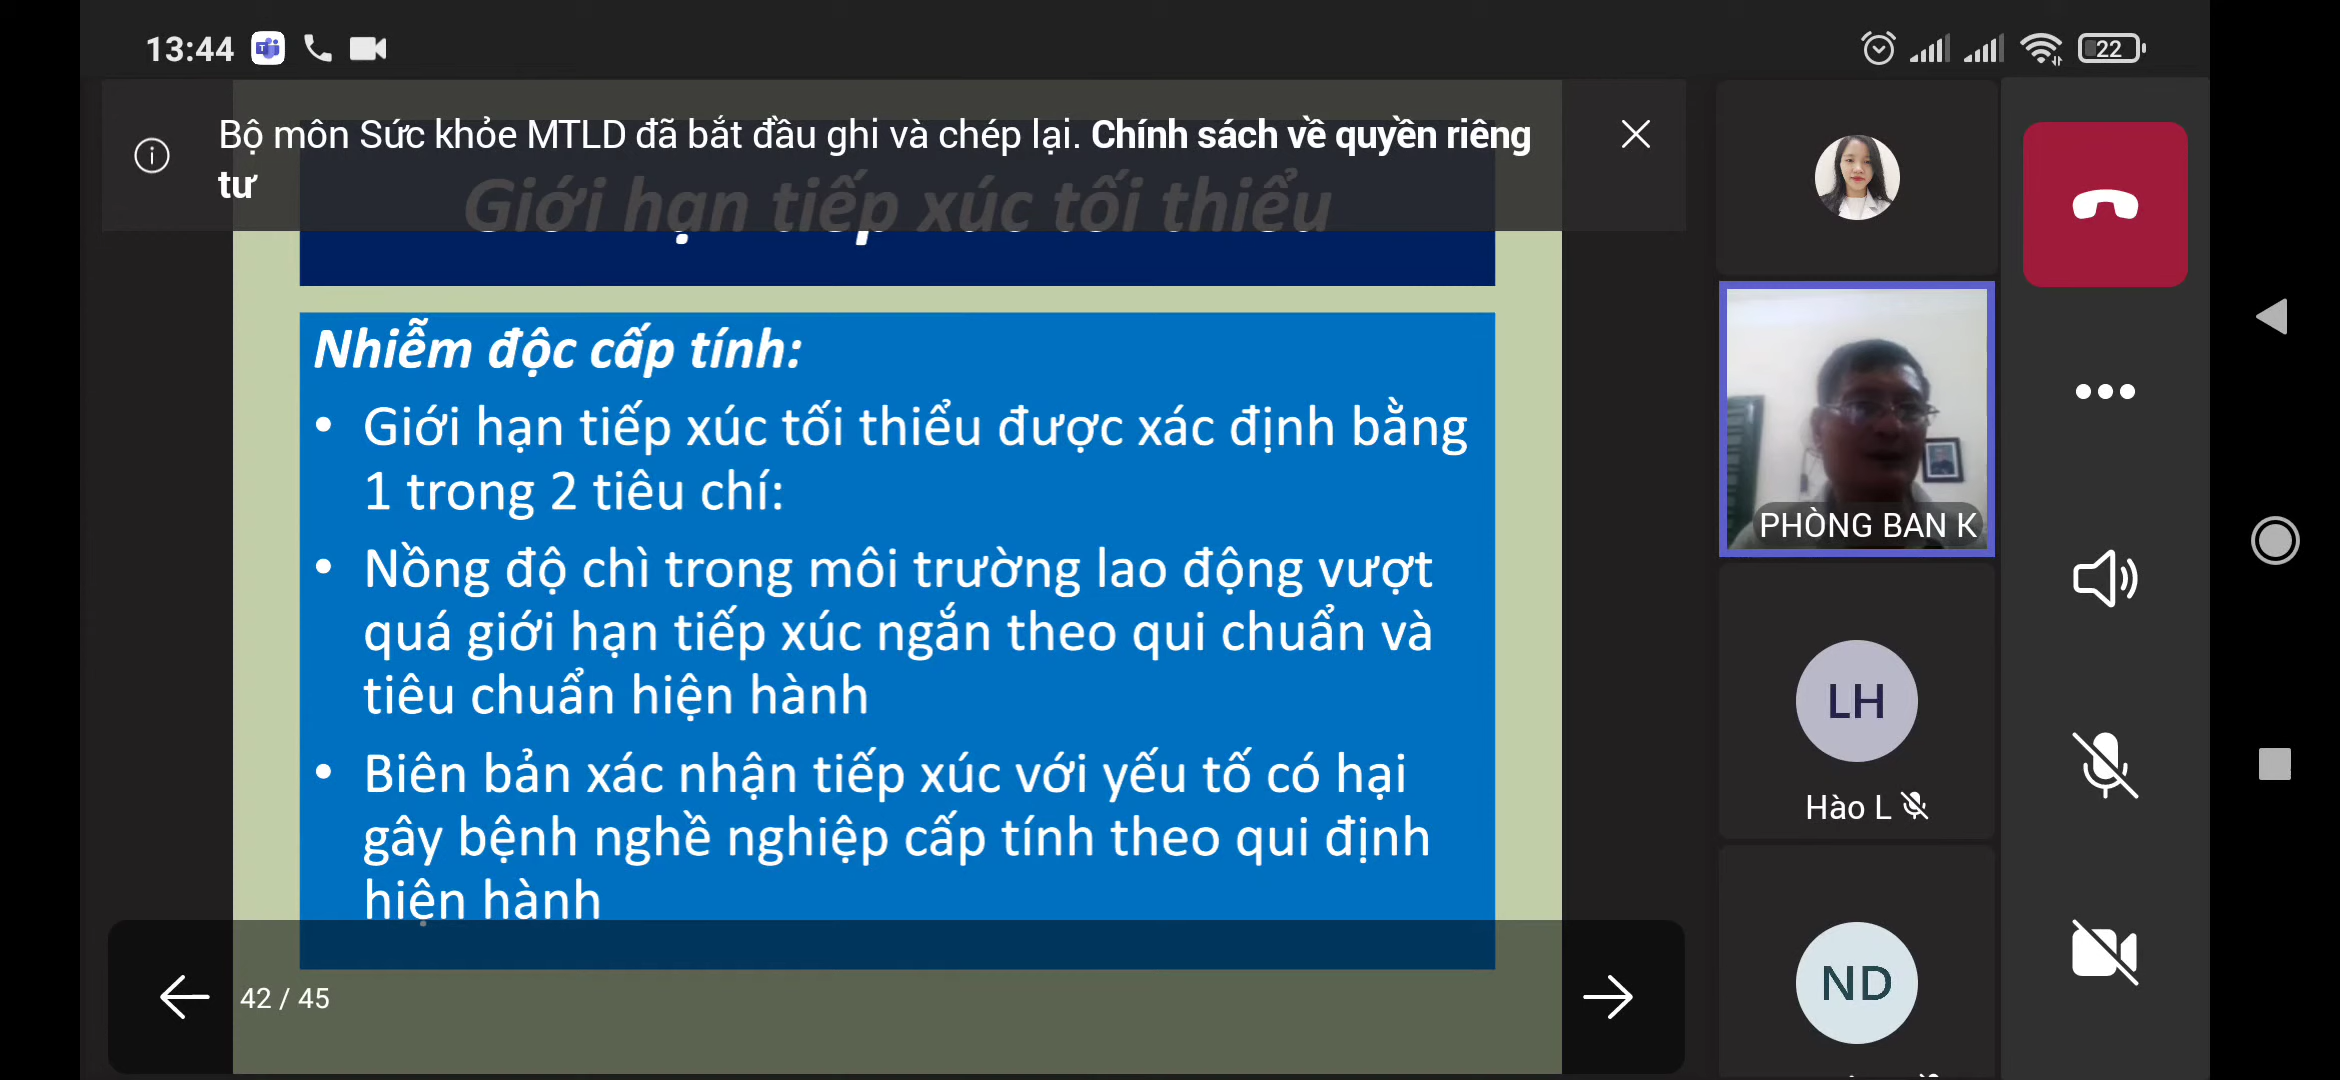 13:44
22
Bộ môn Sức khỏe MTLD đã bắt đầu ghi và chép lại. Chính sách về quyền riêng
tư
Giới hạn tiếp xúc tối thiểu
Nhiễm độc cấp tính:
• Giới hạn tiếp xúc tối thiểu được xác định bằng
1 trong 2 tiêu chí:
• Nồng độ chì trong môi trường lao động vượt
quá giới hạn tiếp xúc ngắn theo qui chuẩn và
tiêu chuẩn hiện hành
• Biên bản xác nhận tiếp xúc với yếu tố có hại
gây bệnh nghề nghiệp cấp tính theo qui định
hiện hành
42 / 45
PHÒNG BAN K
LH
Hào L
ND